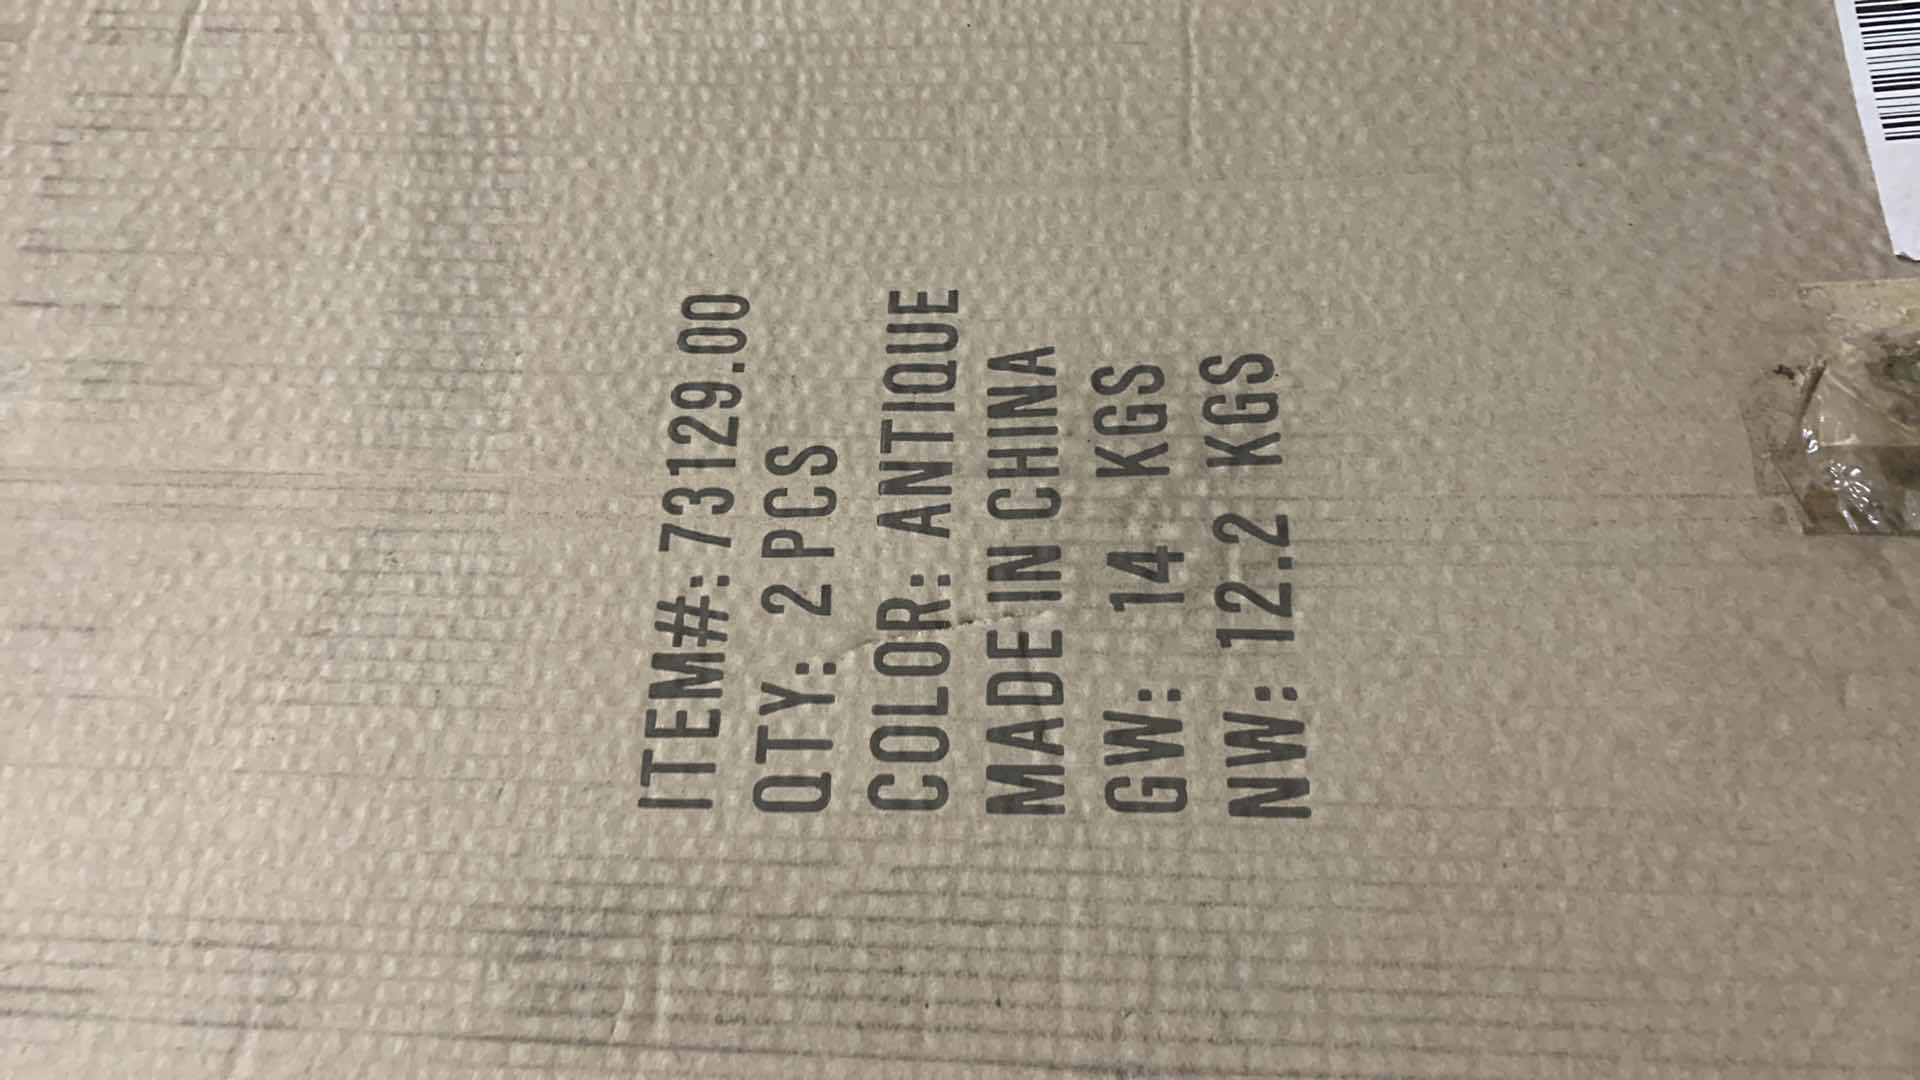 ITEM#: 73129.00
QTY: 2 PCS
COLOR: ANTIQUE
MADE IN CHINA
GW: 14 KGS
NW: 12.2 KGS